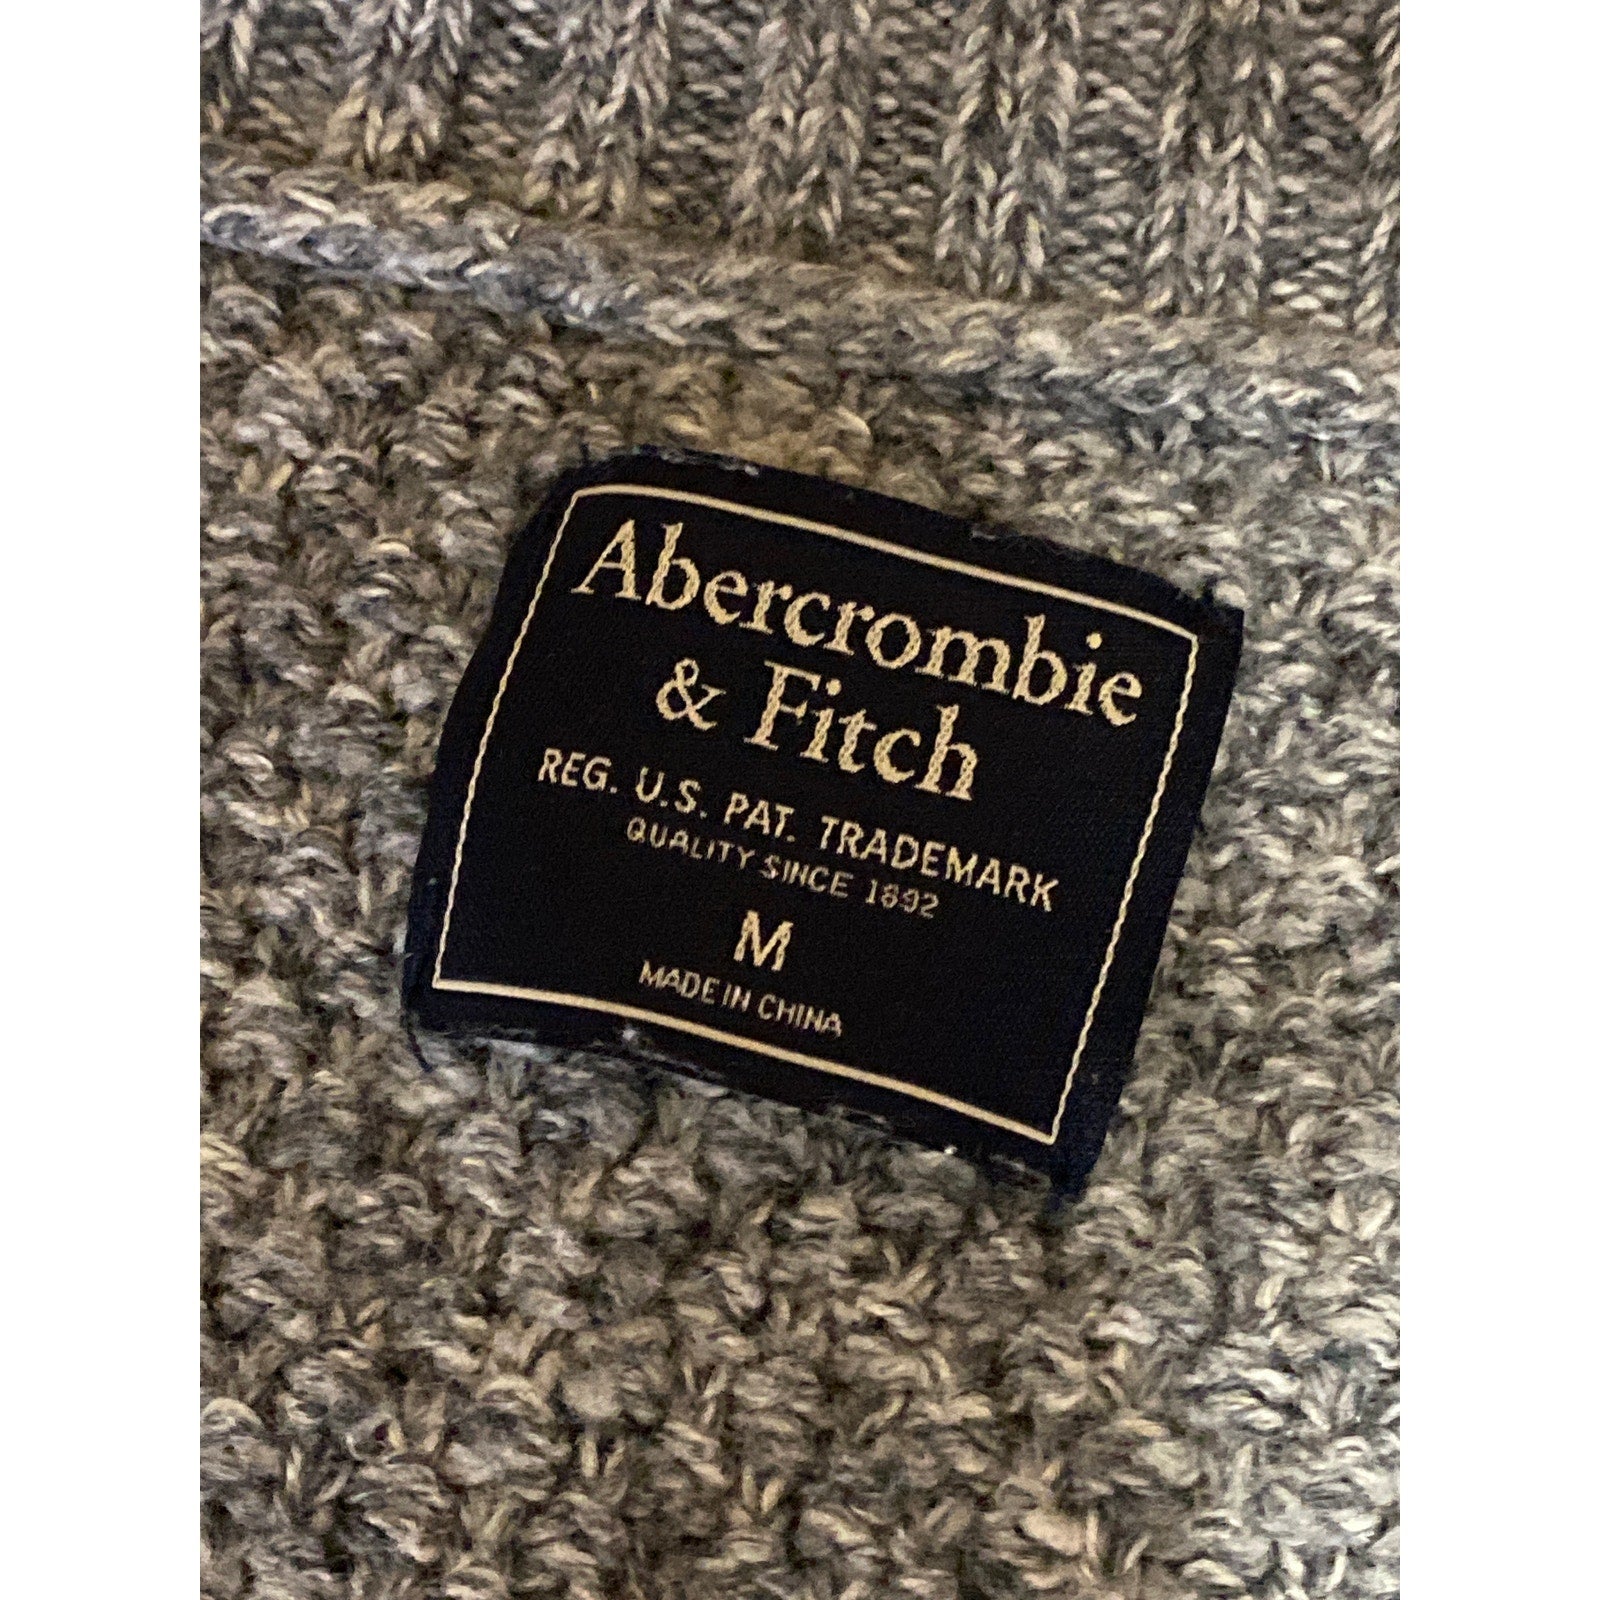 Abercrombie
& Fitch
REG. U.S. PAT. TRADEMARK
QUALITY SINCE 1892
M
MADE IN CHINA